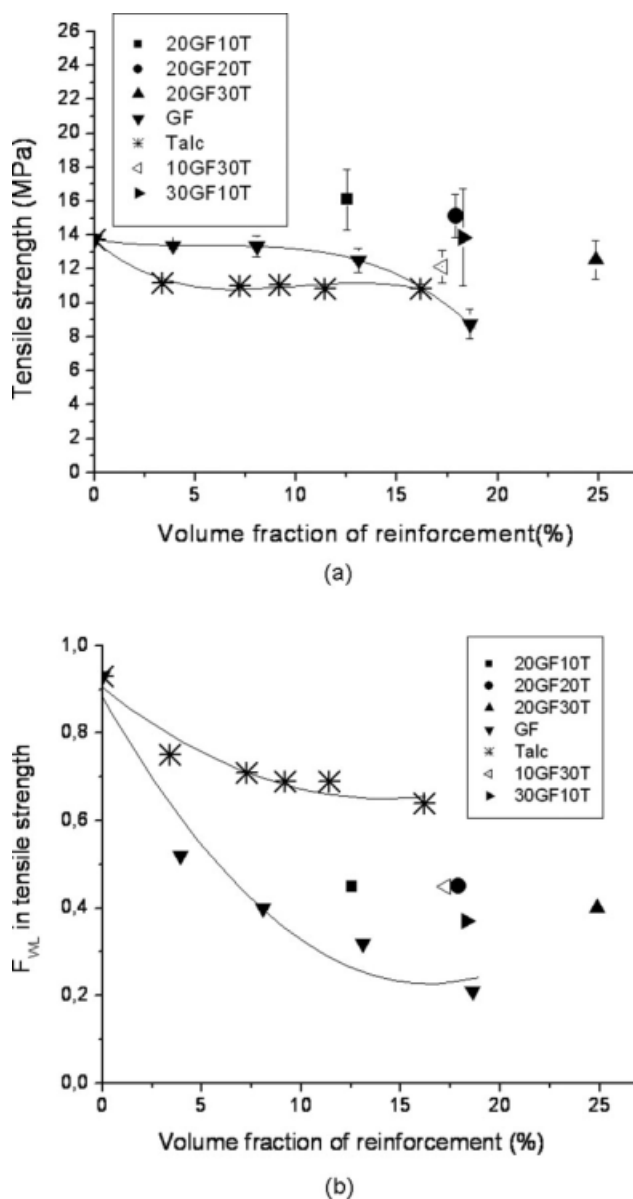 26
24
22
20
18
16
14
12
10
8
6
4
2
0
Tensile strength (MPa)
20GF10T
20GF20T
20GF30T
GF
Talc
10GF30T
30GF10T
0 5 10 15 20 25
Volume fraction of reinforcement(%)
(a)
1,0
0,8
0,6
0,4
0,2
0,0
F_WL in tensile strength
20GF10T
20GF20T
20GF30T
GF
Talc
10GF30T
30GF10T
0 5 10 15 20 25
Volume fraction of reinforcement (%)
(b)